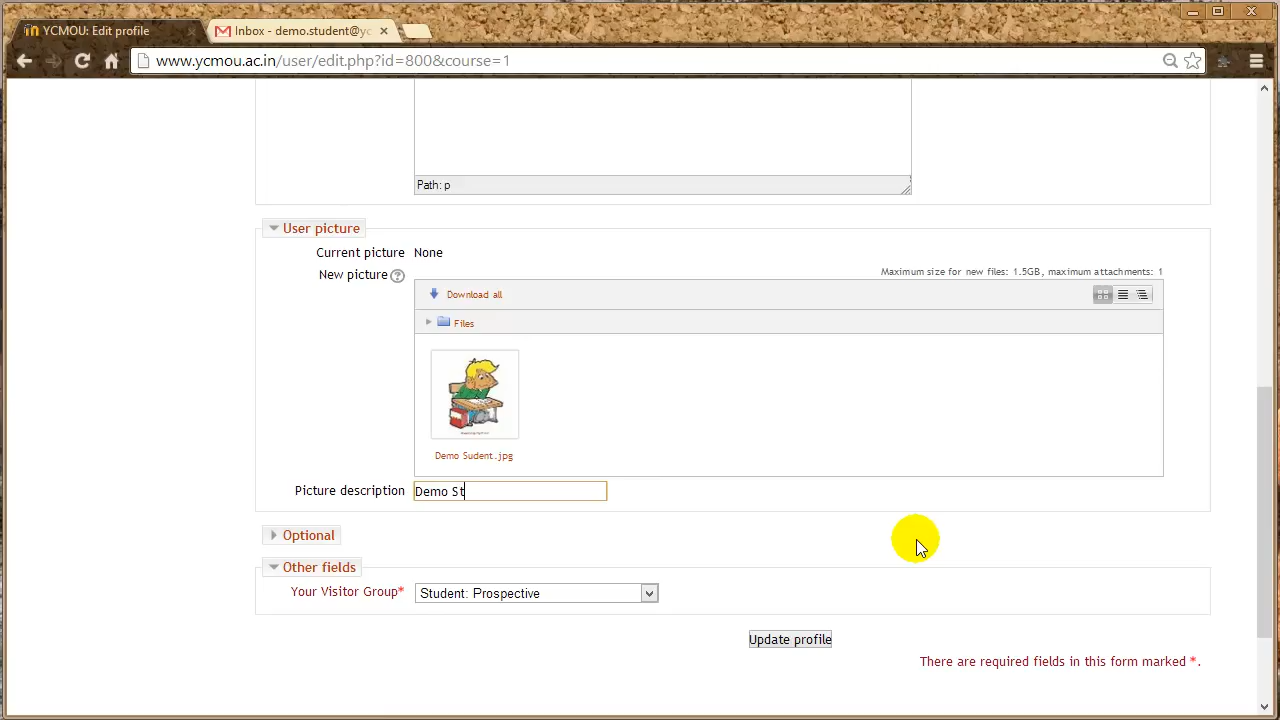 YCMOU: Edit profile
Inbox - demo.student@yc
www.ycmou.ac.in/user/edit.php?id=800&course=1
Path: p
User picture
Current picture None
New picture
Maximum size for new files: 1.5GB, maximum attachments: 1
Download all
Files
Demo Sudent.jpg
Picture description Demo St
Optional
Other fields
Your Visitor Group* Student: Prospective
Update profile
There are required fields in this form marked *.